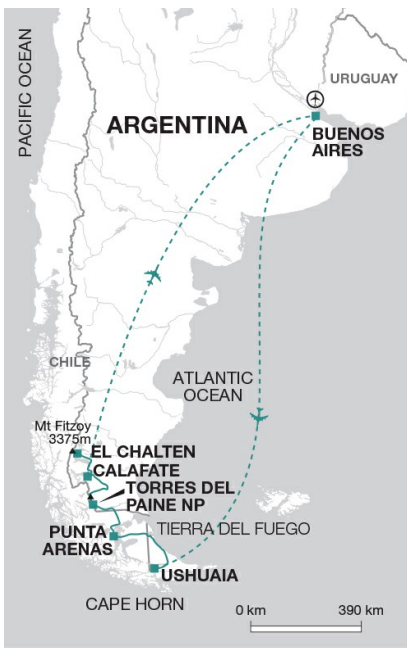 PACIFIC OCEAN
URUGUAY
ARGENTINA
BUENOS
AIRES
CHILE
ATLANTIC
OCEAN
Mt Fitzoy
3375m
EL CHALTEN
CALAFATE
TORRES DEL
PAINE NP
PUNTA
ARENAS
TIERRA DEL FUEGO
USHUAIA
CAPE HORN
0 km
390 km